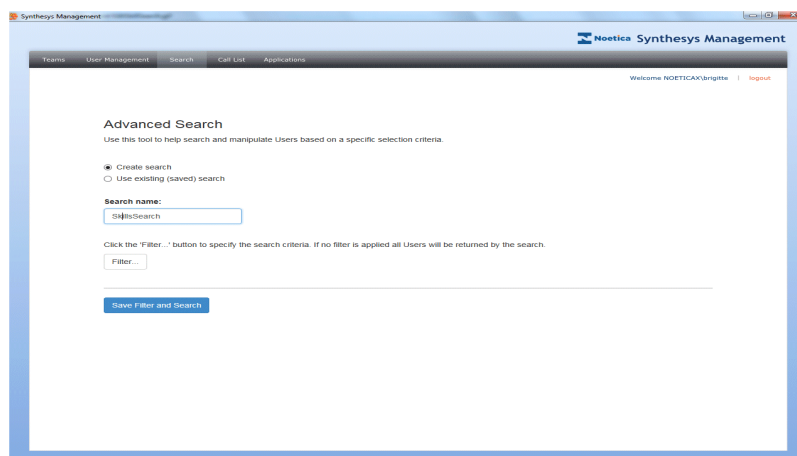 Synthesys Management
Noetica Synthesys Management
Teams User Management Search Call List Applications
Welcome NOETICAX\brigitte | logout
Advanced Search
Use this tool to help search and manipulate Users based on a specific selection criteria.
Create search
Use existing (saved) search
Search name:
SkillsSearch
Click the 'Filter...' button to specify the search criteria. If no filter is applied all Users will be returned by the search.
Filter...
Save Filter and Search